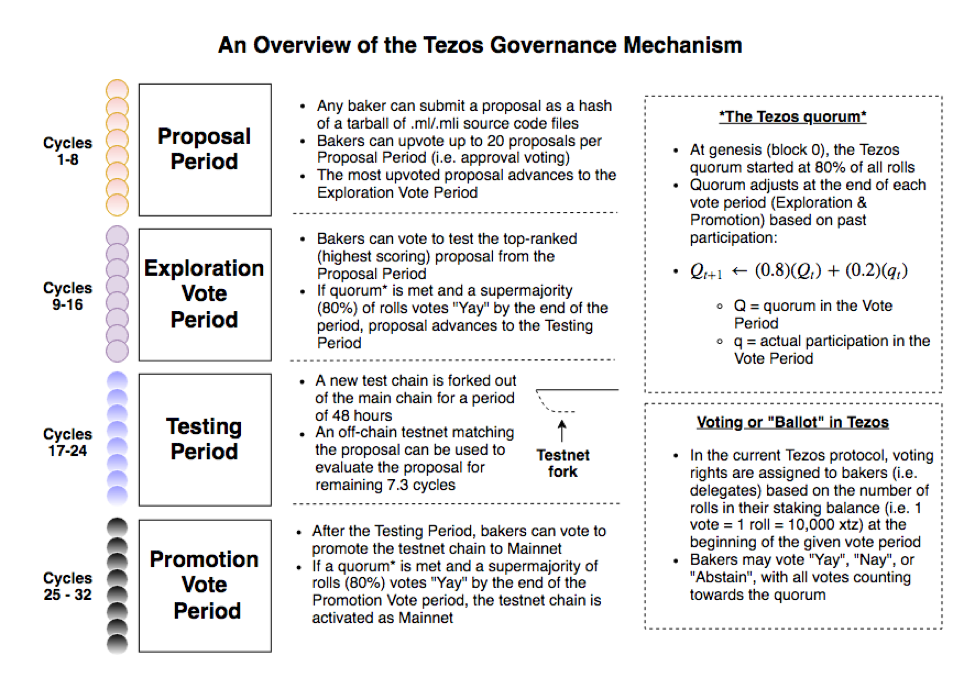 An Overview of the Tezos Governance Mechanism
Cycles
1-8
Proposal
Period
• Any baker can submit a proposal as a hash
of a tarball of .ml/.mli source code files
• Bakers can upvote up to 20 proposals per
Proposal Period (i.e. approval voting)
• The most upvoted proposal advances to the
Exploration Vote Period
Cycles
9-16
Exploration
Vote
Period
• Bakers can vote to test the top-ranked
(highest scoring) proposal from the
Proposal Period
• If quorum* is met and a supermajority
(80%) of rolls votes "Yay" by the end of the
period, proposal advances to the Testing
Period
Cycles
17-24
Testing
Period
• A new test chain is forked out
of the main chain for a period
of 48 hours
• An off-chain testnet matching
the proposal can be used to
evaluate the proposal for
remaining 7.3 cycles
Testnet
fork
Cycles
25 - 32
Promotion
Vote
Period
• After the Testing Period, bakers can vote to
promote the testnet chain to Mainnet
• If a quorum* is met and a supermajority of
rolls (80%) votes "Yay" by the end of the
Promotion Vote period, the testnet chain is
activated as Mainnet
*The Tezos quorum*
• At genesis (block 0), the Tezos
quorum started at 80% of all rolls
• Quorum adjusts at the end of each
vote period (Exploration &
Promotion) based on past
participation:
• Qt+1 ← (0.8)(Qt) + (0.2)(qt)
◦ Q = quorum in the Vote
Period
◦ q = actual participation in the
Vote Period
Voting or "Ballot" in Tezos
• In the current Tezos protocol, voting
rights are assigned to bakers (i.e.
delegates) based on the number of
rolls in their staking balance (i.e. 1
vote = 1 roll = 10,000 xtz) at the
beginning of the given vote period
• Bakers may vote "Yay", "Nay", or
"Abstain", with all votes counting
towards the quorum